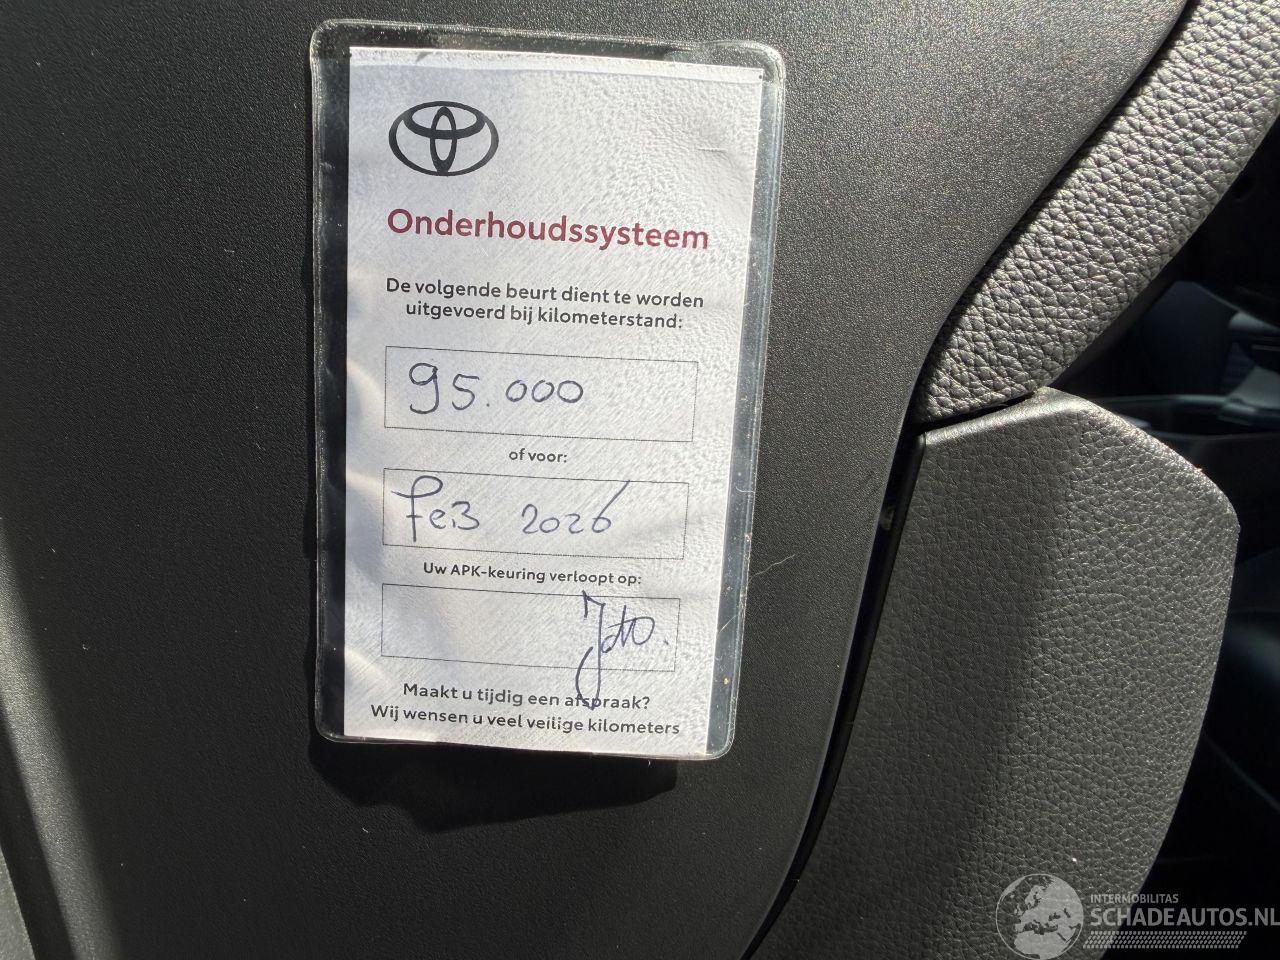 Onderhoudssysteem
De volgende beurt dient te worden
uitgevoerd bij kilometerstand:
95.000
of voor:
feB 2026
Uw APK-keuring verloopt op:
Maakt u tijdig een afspraak?
Wij wensen u veel veilige kilometers
INTERMOBILITAS
SCHADEAUTOS.NL